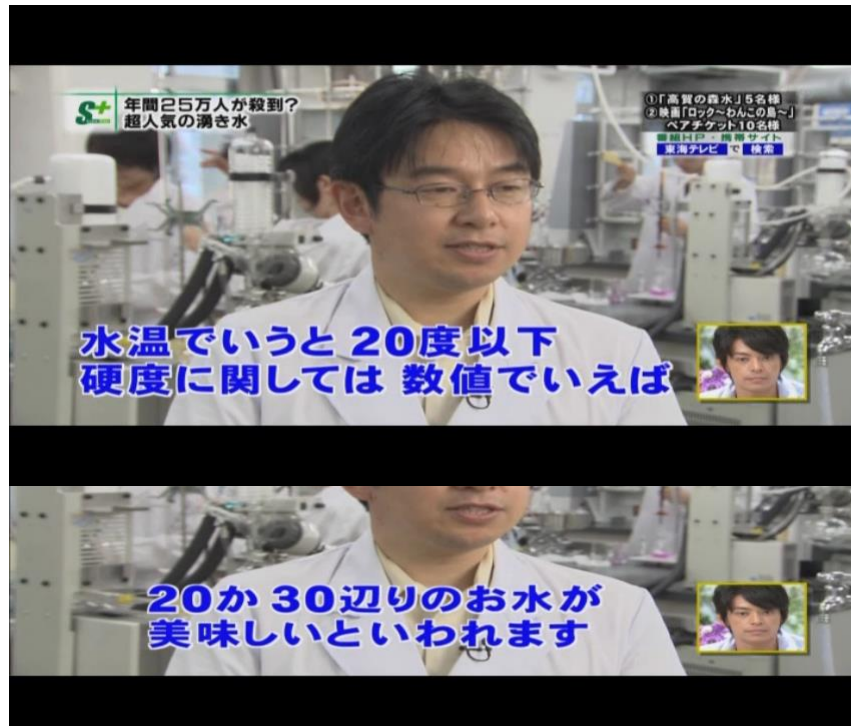 S+
年間25万人が殺到?
超人気の湧き水
①「高賀の森水」5名様
②映画「ロック~わんこの島~」
ペアチケット10名様
番組HP・携帯サイト
東海テレビ で 検索
水温でいうと 20度以下
硬度に関しては 数値でいえば
20か 30辺りのお水が
美味しいといわれます